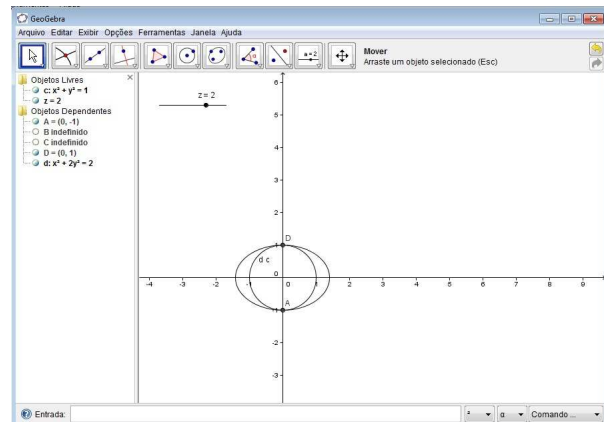 GeoGebra
Arquivo Editar Exibir Opções Ferramentas Janela Ajuda
a = 2
Mover
Arraste um objeto selecionado (Esc)
Objetos Livres
c: x² + y² = 1
z = 2
Objetos Dependentes
A = (0, -1)
B indefinido
C indefinido
D = (0, 1)
d: x² + 2y² = 2
z = 2
6
5
4
3
2
1
D
d c
0
-4 -3 -2 -1 0 1 2 3 4 5 6 7 8 9
A
-1
-2
-3
Entrada:
²
α
Comando ...